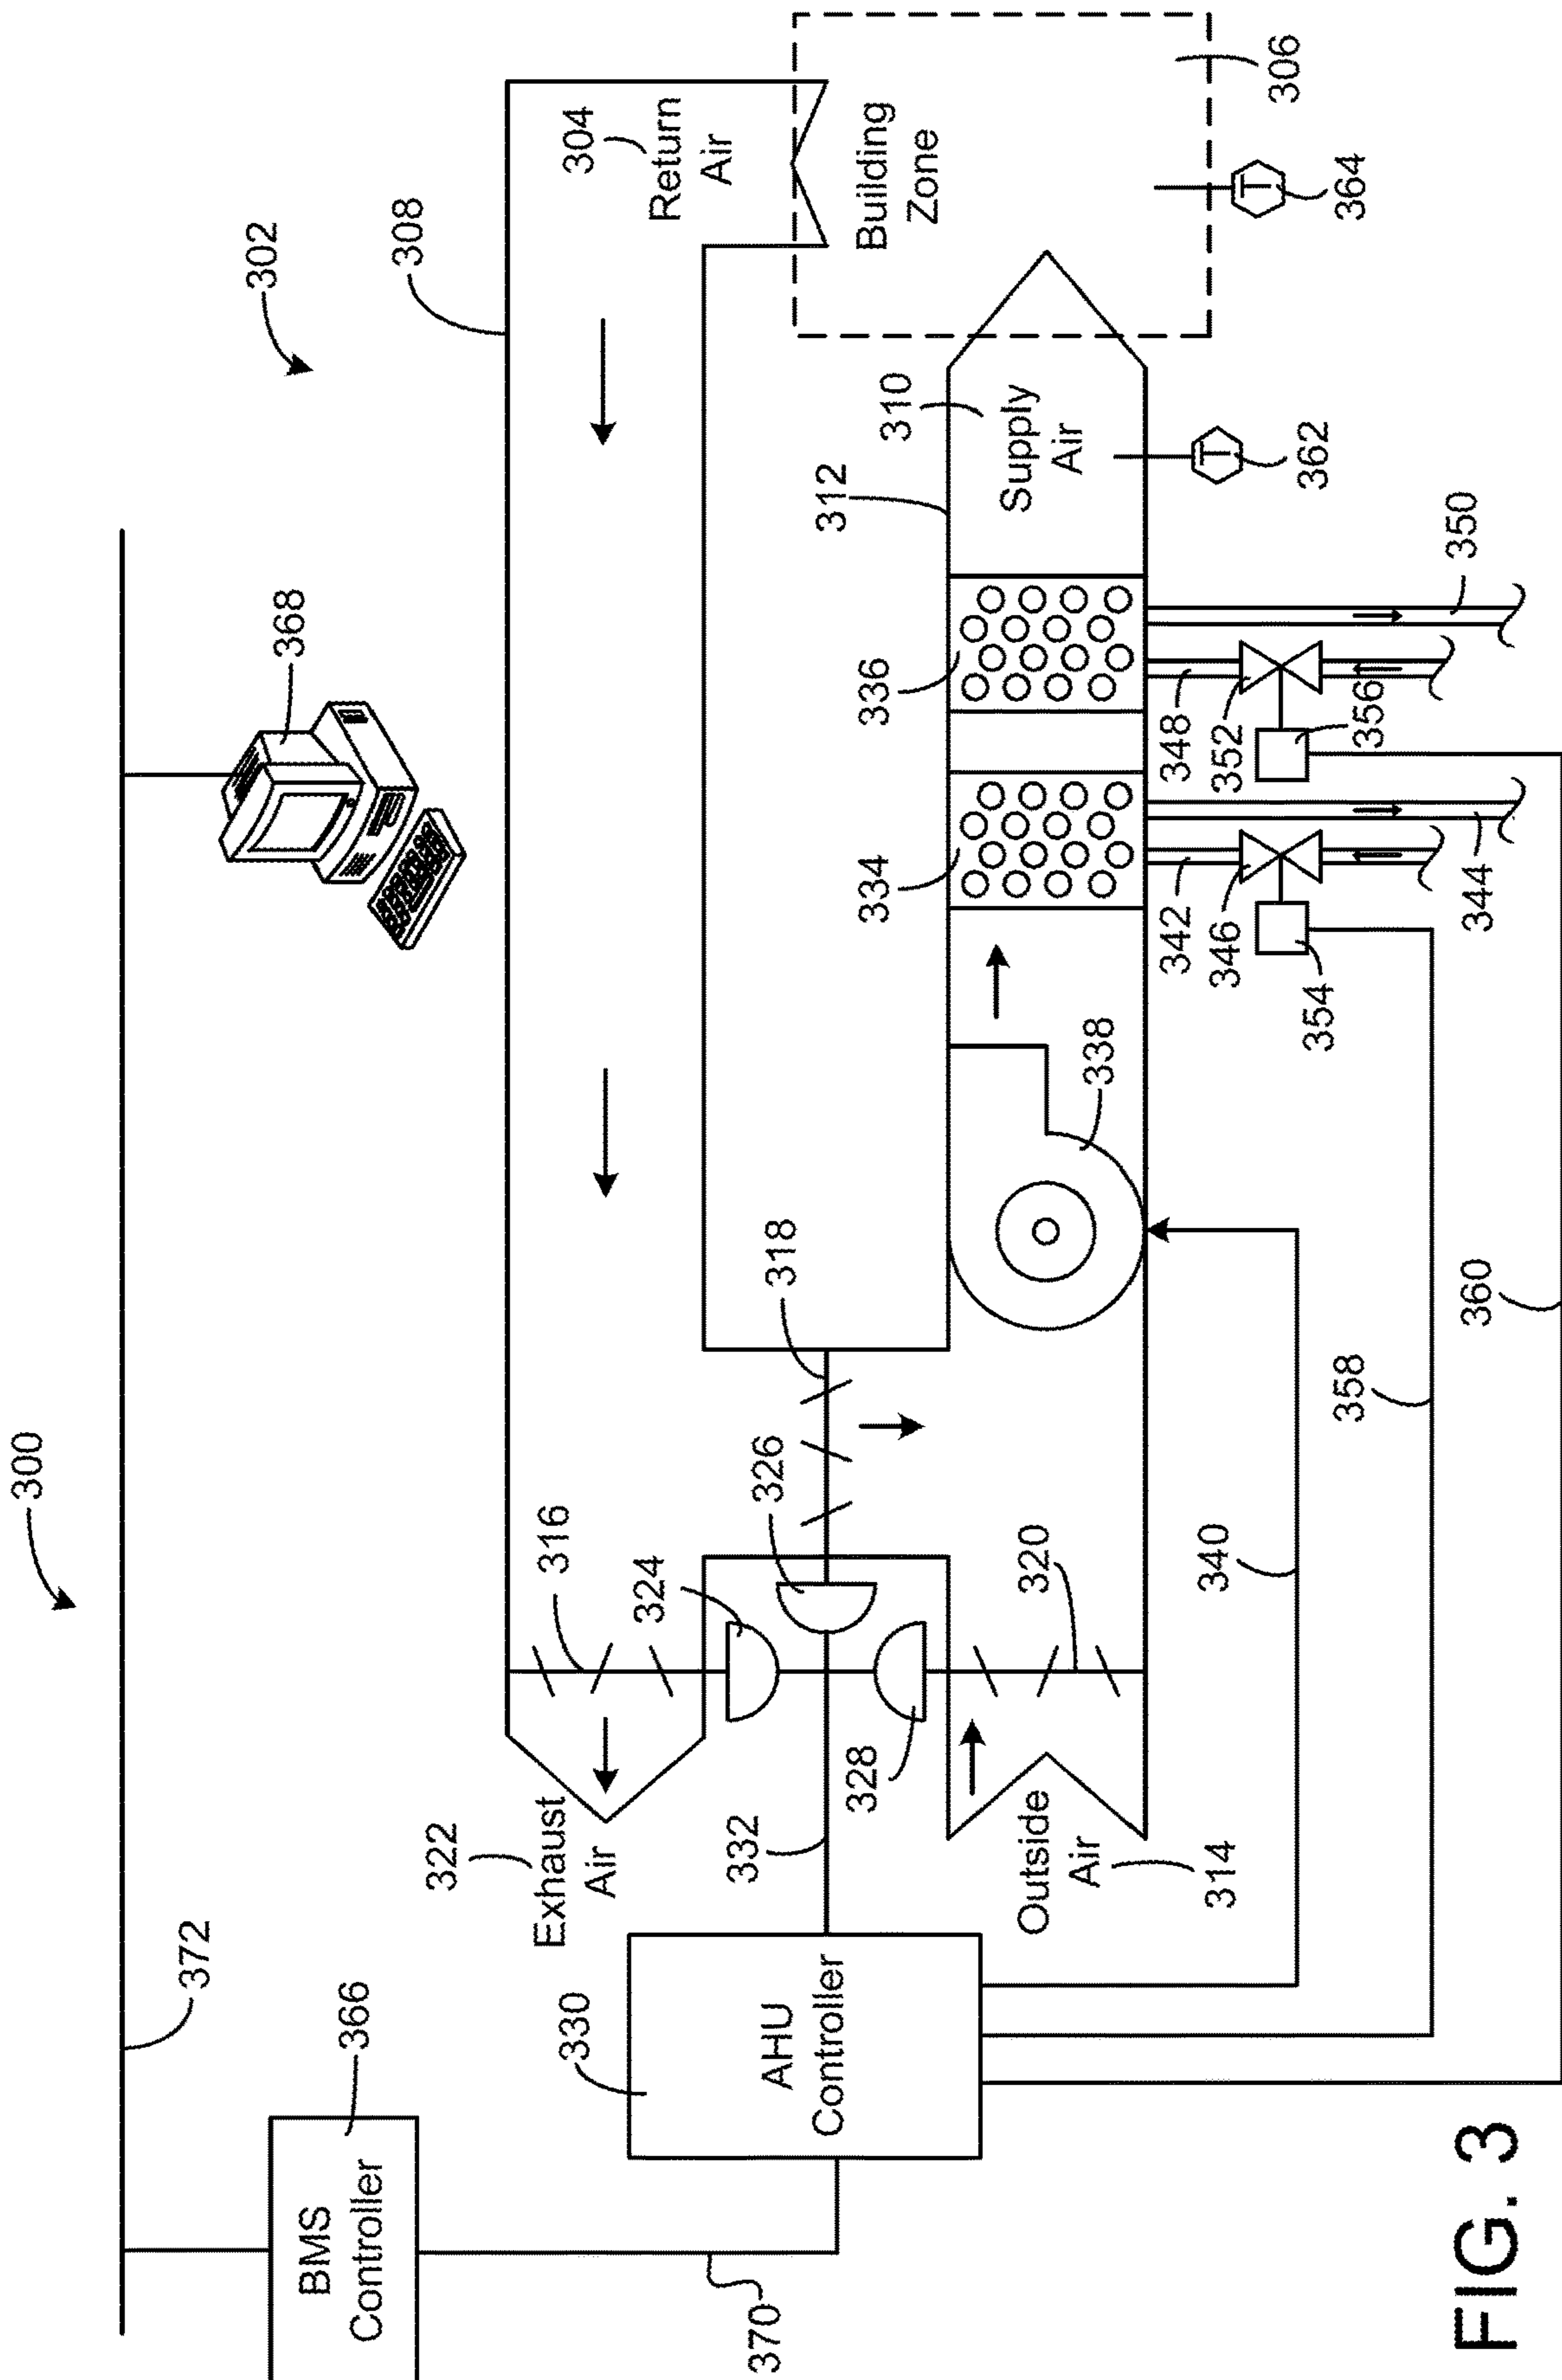 300
372
302
368
BMS
Controller
366
370
308
304
Return
Air
322
Exhaust
Air
316
324
326
318
332
328
330
AHU
Controller
Building
Zone
306
310
312
Supply
Air
336
334
338
320
Outside
Air
314
342
346
348
352
350
354
356
344
362
364
T
T
340
358
360
FIG. 3